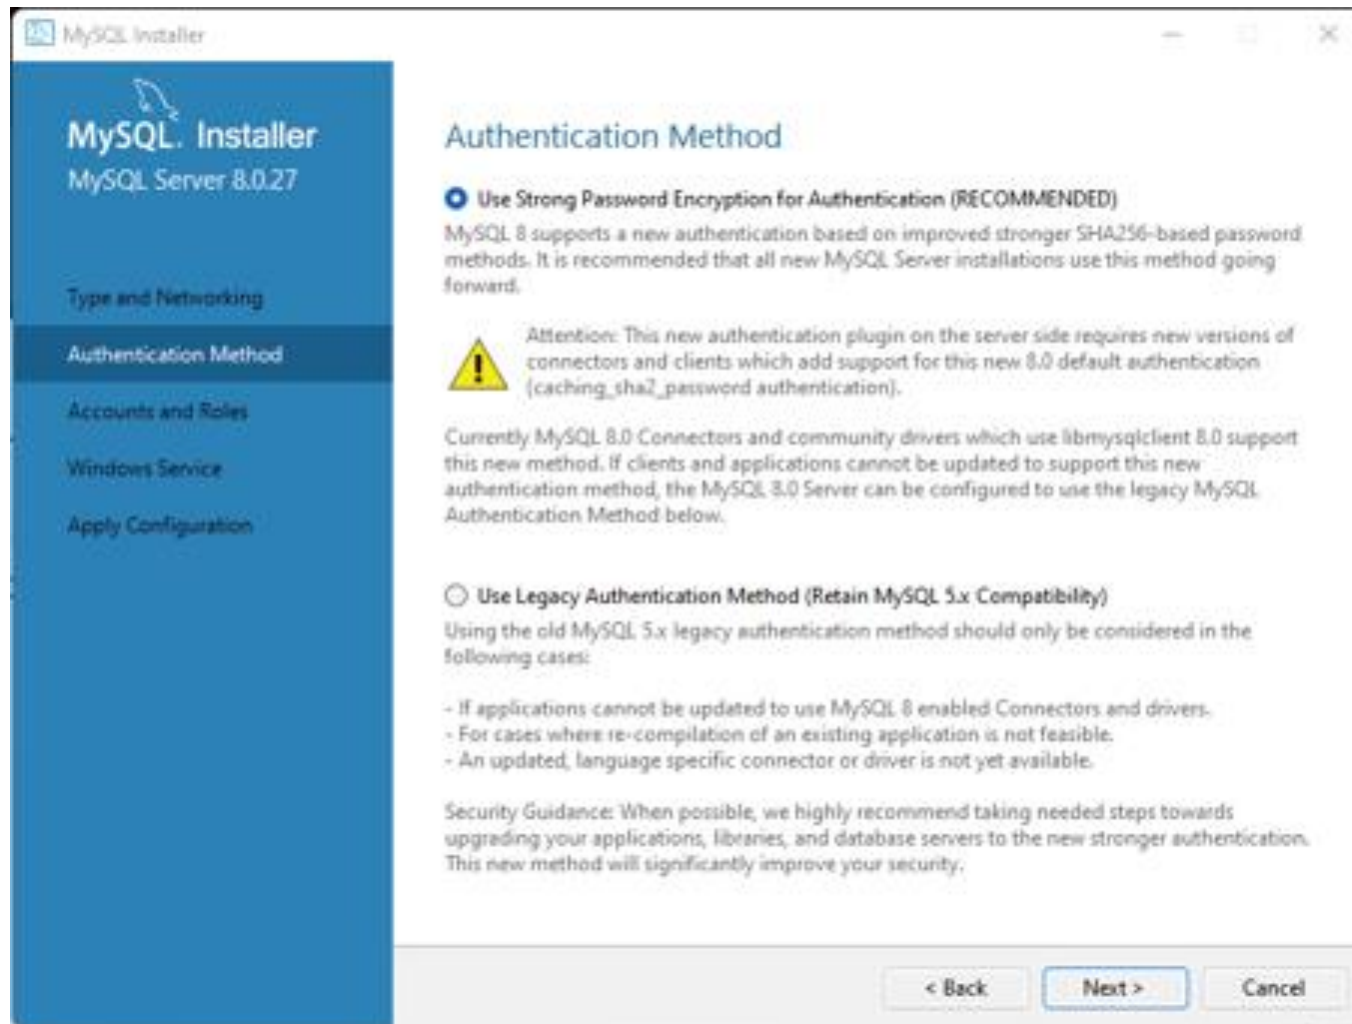 MySQL Installer
MySQL. Installer
MySQL Server 8.0.27
Type and Networking
Authentication Method
Accounts and Roles
Windows Service
Apply Configuration
Authentication Method
Use Strong Password Encryption for Authentication (RECOMMENDED)
MySQL 8 supports a new authentication based on improved stronger SHA256-based password
methods. It is recommended that all new MySQL Server installations use this method going
forward.
Attention: This new authentication plugin on the server side requires new versions of
connectors and clients which add support for this new 8.0 default authentication
(caching_sha2_password authentication).
Currently MySQL 8.0 Connectors and community drivers which use libmysqlclient 8.0 support
this new method. If clients and applications cannot be updated to support this new
authentication method, the MySQL 8.0 Server can be configured to use the legacy MySQL
Authentication Method below.
Use Legacy Authentication Method (Retain MySQL 5.x Compatibility)
Using the old MySQL 5.x legacy authentication method should only be considered in the
following cases:
- If applications cannot be updated to use MySQL 8 enabled Connectors and drivers.
- For cases where re-compilation of an existing application is not feasible.
- An updated, language specific connector or driver is not yet available.
Security Guidance: When possible, we highly recommend taking needed steps towards
upgrading your applications, libraries, and database servers to the new stronger authentication.
This new method will significantly improve your security.
< Back
Next >
Cancel